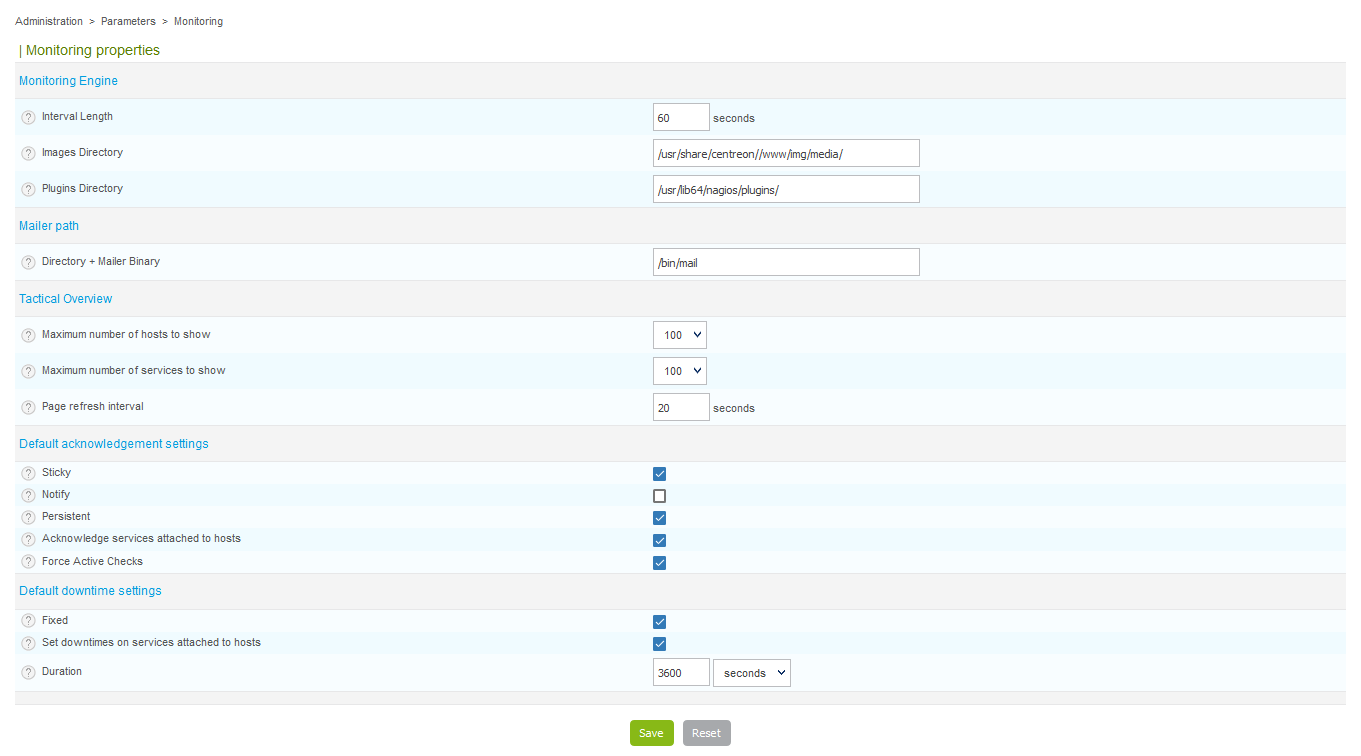 Administration > Parameters > Monitoring
| Monitoring properties
Monitoring Engine
? Interval Length 60 seconds
? Images Directory /usr/share/centreon//www/img/media/
? Plugins Directory /usr/lib64/nagios/plugins/
Mailer path
? Directory + Mailer Binary /bin/mail
Tactical Overview
? Maximum number of hosts to show 100
? Maximum number of services to show 100
? Page refresh interval 20 seconds
Default acknowledgement settings
? Sticky
? Notify
? Persistent
? Acknowledge services attached to hosts
? Force Active Checks
Default downtime settings
? Fixed
? Set downtimes on services attached to hosts
? Duration 3600 seconds
Save Reset